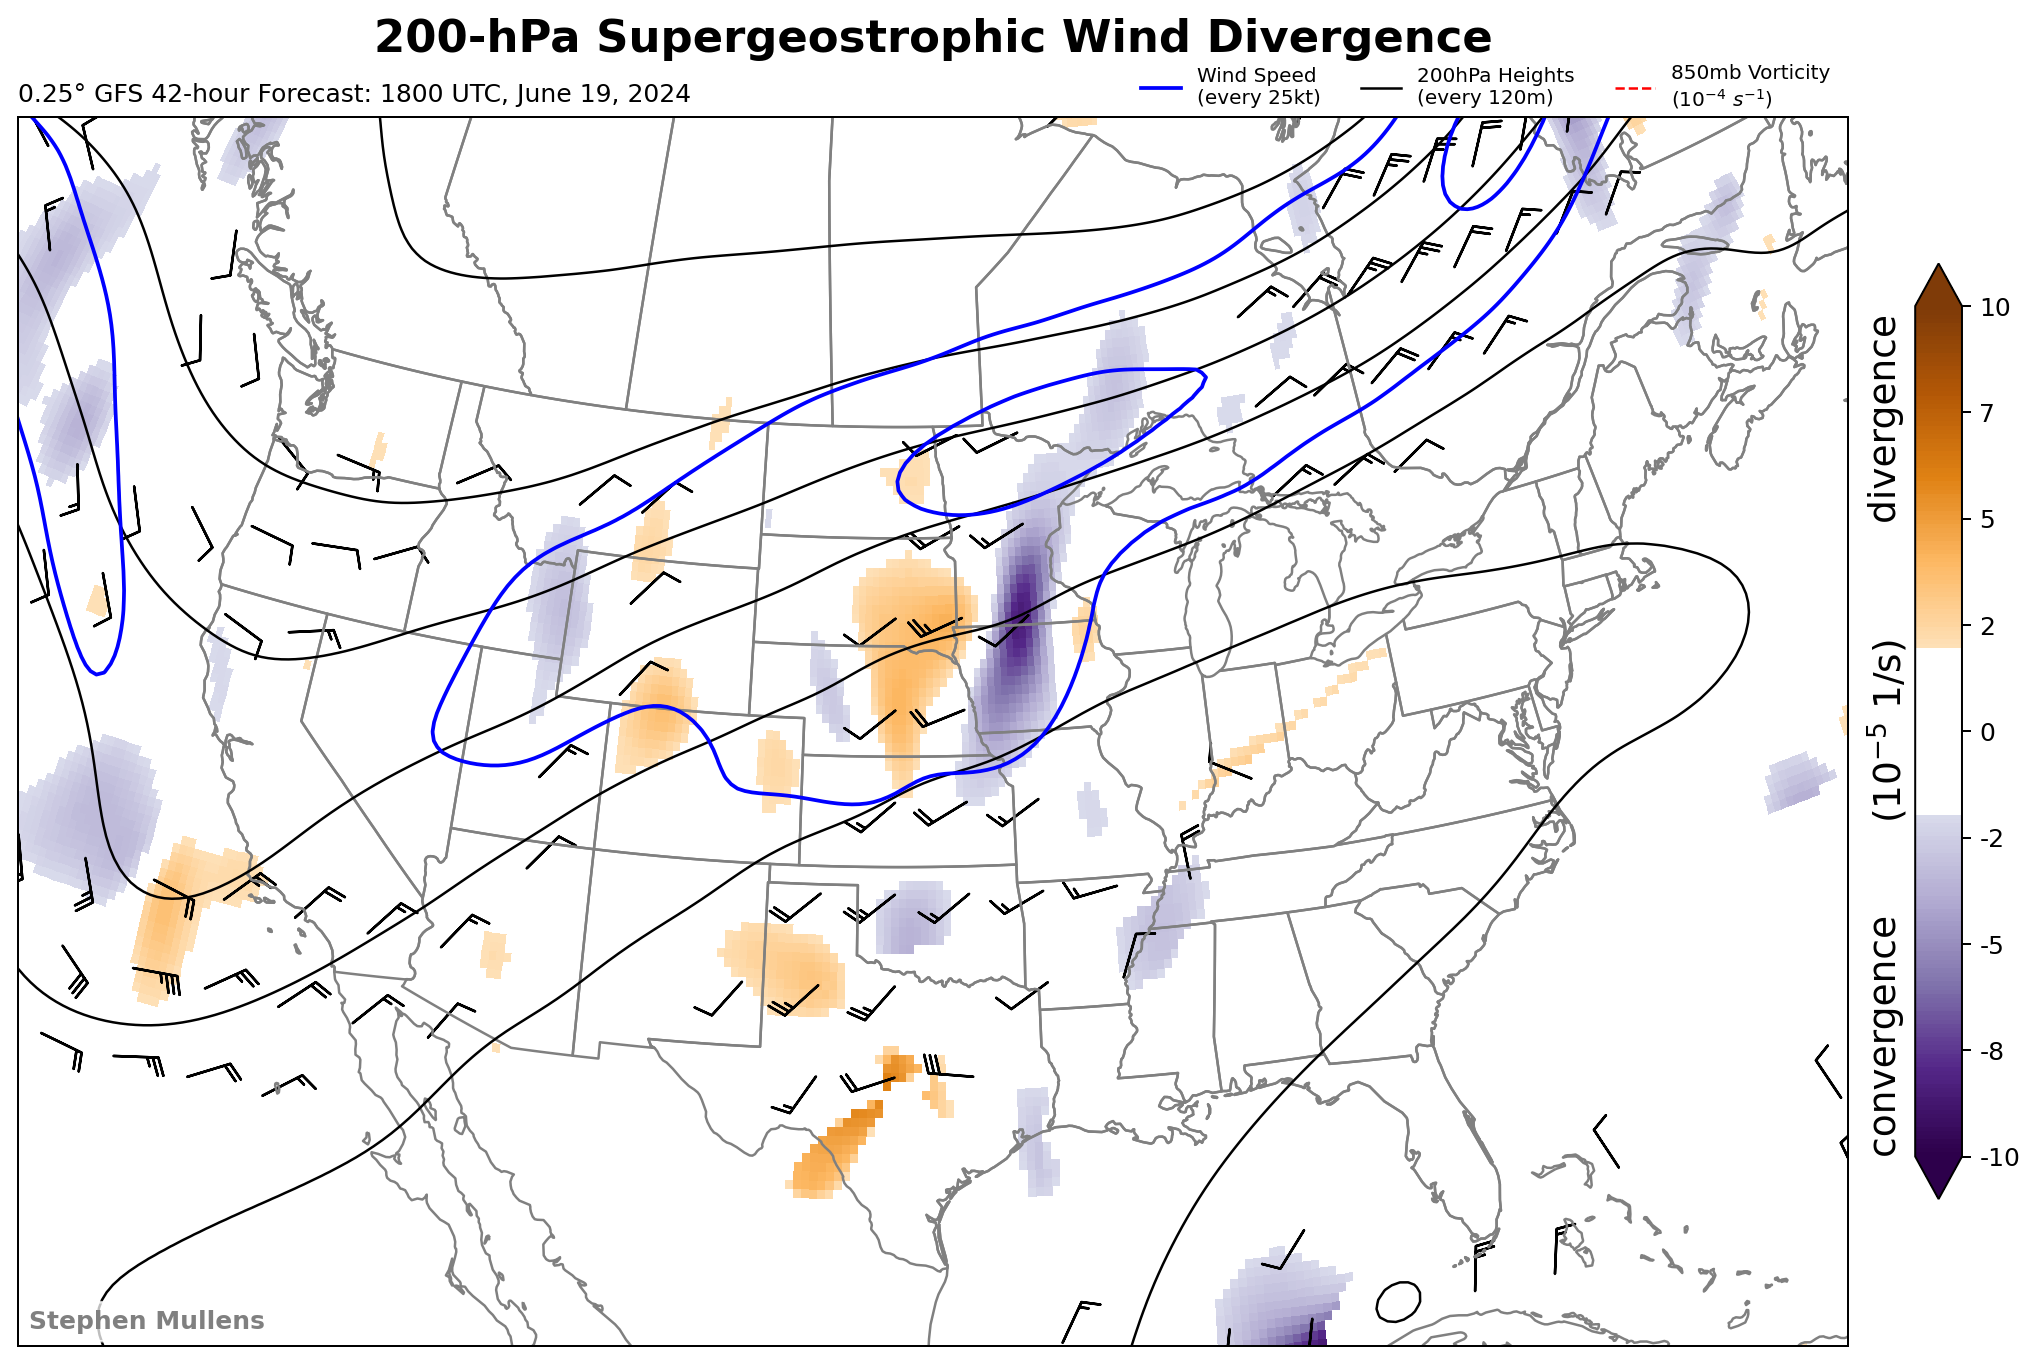 200-hPa Supergeostrophic Wind Divergence
0.25° GFS 42-hour Forecast: 1800 UTC, June 19, 2024
Wind Speed
(every 25kt)
200hPa Heights
(every 120m)
850mb Vorticity
(10⁻⁴ s⁻¹)
10
7
5
2
0
-2
-5
-8
-10
convergence (10⁻⁵ 1/s) divergence
Stephen Mullens